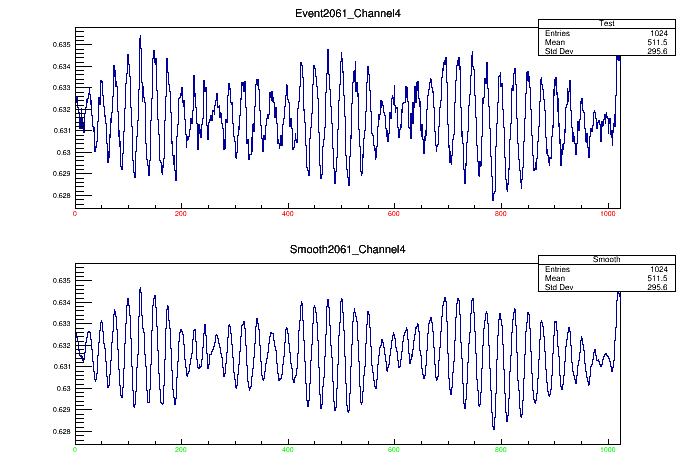 Event2061_Channel4
Test
Entries 1024
Mean 511.5
Std Dev 295.6
0.635
0.634
0.633
0.632
0.631
0.63
0.629
0.628
0 200 400 600 800 1000
Smooth2061_Channel4
Smooth
Entries 1024
Mean 511.5
Std Dev 295.6
0.635
0.634
0.633
0.632
0.631
0.63
0.629
0.628
0 200 400 600 800 1000